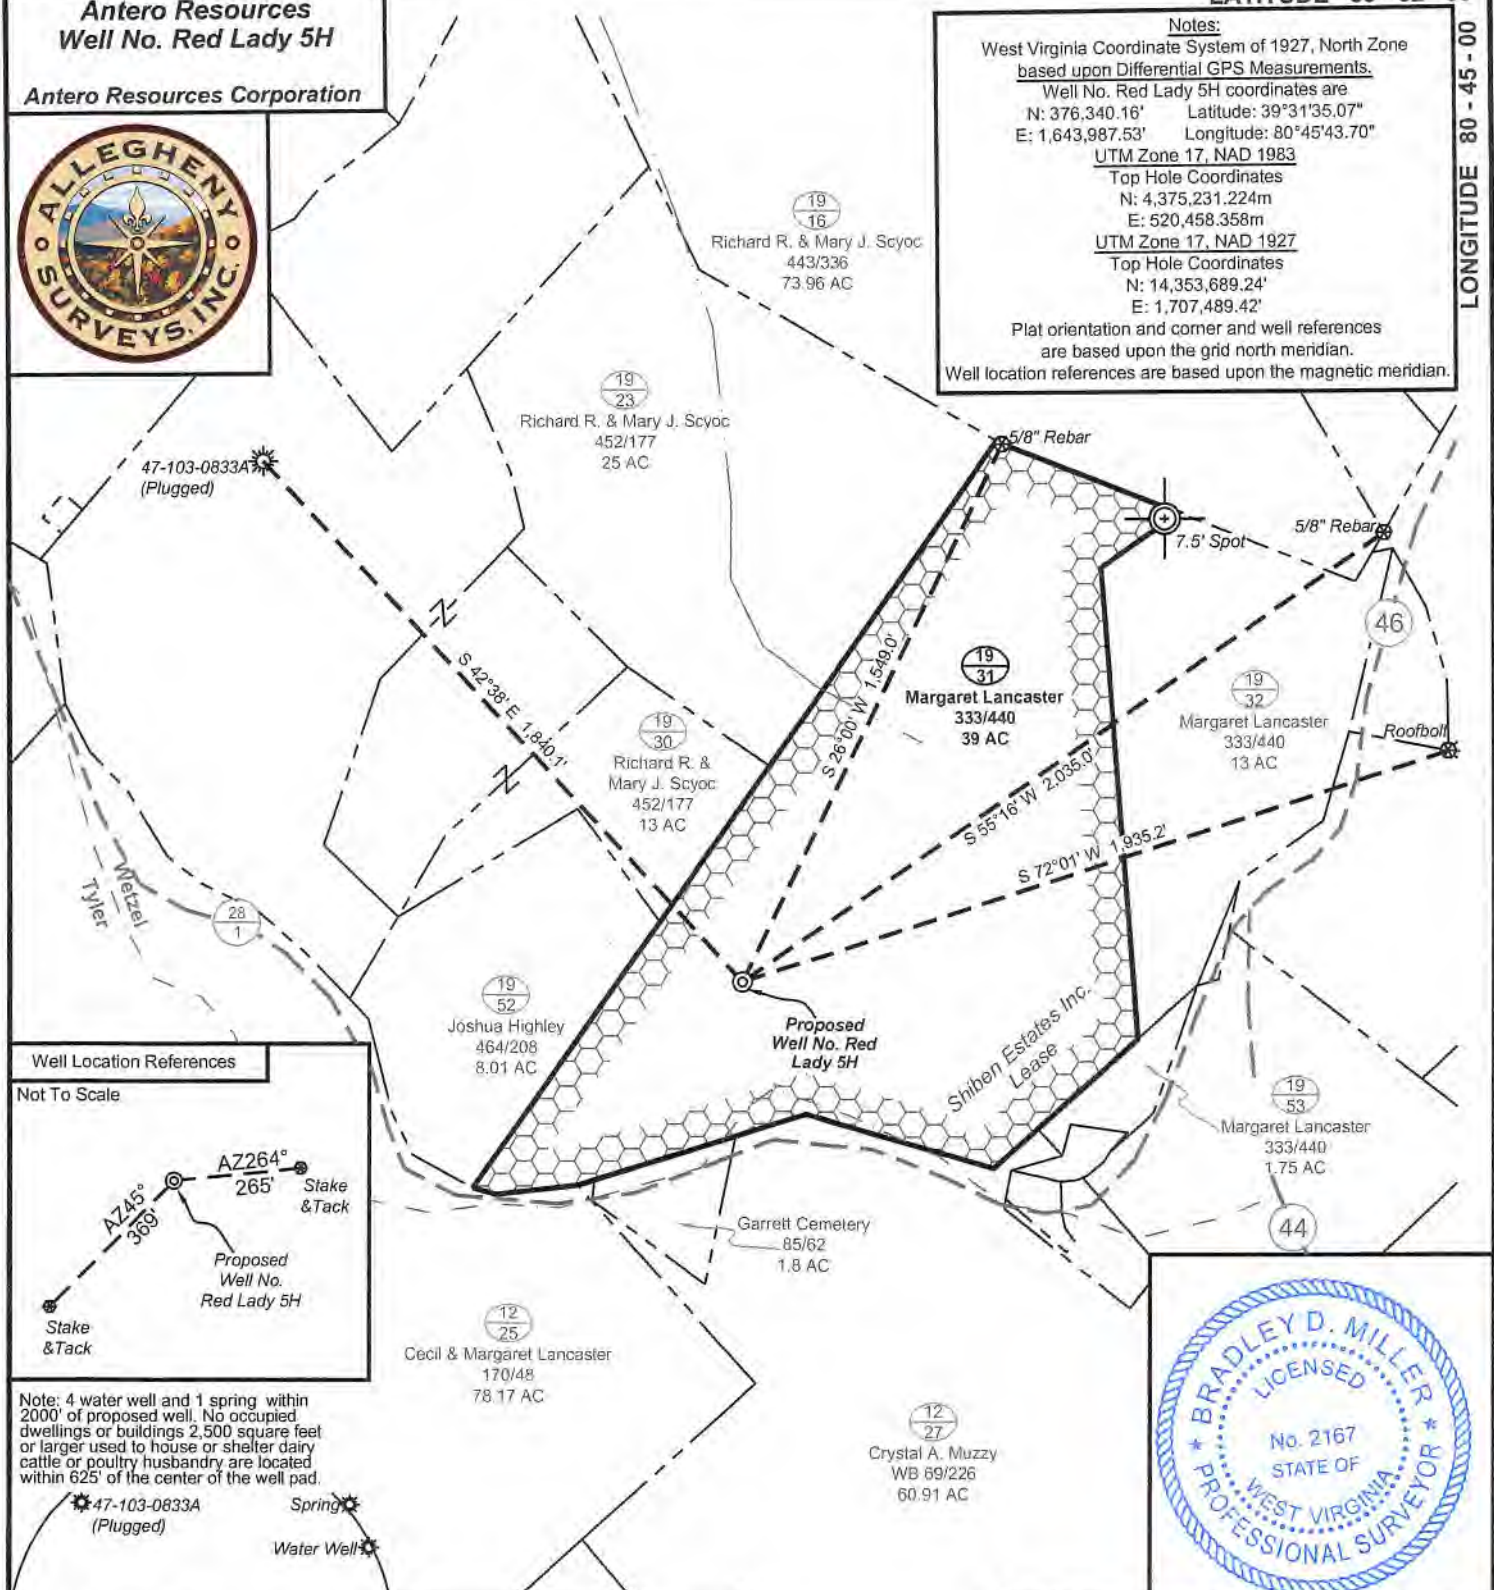 Antero Resources
Well No. Red Lady 5H
Antero Resources Corporation
ALLEGHENY
SURVEYS, INC.
Notes:
West Virginia Coordinate System of 1927, North Zone
based upon Differential GPS Measurements.
Well No. Red Lady 5H coordinates are
N: 376,340.16' Latitude: 39°31'35.07"
E: 1,643,987.53' Longitude: 80°45'43.70"
UTM Zone 17, NAD 1983
Top Hole Coordinates
N: 4,375,231.224m
E: 520,458.358m
UTM Zone 17, NAD 1927
Top Hole Coordinates
N: 14,353,689.24'
E: 1,707,489.42'
Plat orientation and corner and well references
are based upon the grid north meridian.
Well location references are based upon the magnetic meridian.
LONGITUDE 80 - 45 - 00
19
16
Richard R. & Mary J. Scyoc
443/336
73.96 AC
19
23
Richard R. & Mary J. Scyoc
452/177
25 AC
47-103-0833A
(Plugged)
5/8" Rebar
7.5' Spot
5/8" Rebar
46
S 42°38' E 1,840.1'
S 26°00' W 1,549.0'
19
31
Margaret Lancaster
333/440
39 AC
19
32
Margaret Lancaster
333/440
13 AC
Roofbolt
19
30
Richard R. &
Mary J. Scyoc
452/177
13 AC
S 55°16' W 2,035.0'
S 72°01' W 1,935.2'
Wetzel
Tyler
28
1
19
52
Joshua Highley
464/208
8.01 AC
Proposed
Well No. Red
Lady 5H
Shiben Estates Inc.
Lease
19
53
Margaret Lancaster
333/440
1.75 AC
44
Well Location References
Not To Scale
AZ264°
265'
Stake
&Tack
AZ45°
369'
Proposed
Well No.
Red Lady 5H
Stake
&Tack
Garrett Cemetery
85/62
1.8 AC
12
25
Cecil & Margaret Lancaster
170/48
78.17 AC
12
27
Crystal A. Muzzy
WB 69/226
60.91 AC
Note: 4 water well and 1 spring within
2000' of proposed well. No occupied
dwellings or buildings 2,500 square feet
or larger used to house or shelter dairy
cattle or poultry husbandry are located
within 625' of the center of the well pad.
47-103-0833A
(Plugged)
Spring
Water Well
BRADLEY D. MILLER
LICENSED
No. 2167
STATE OF
WEST VIRGINIA
PROFESSIONAL SURVEYOR